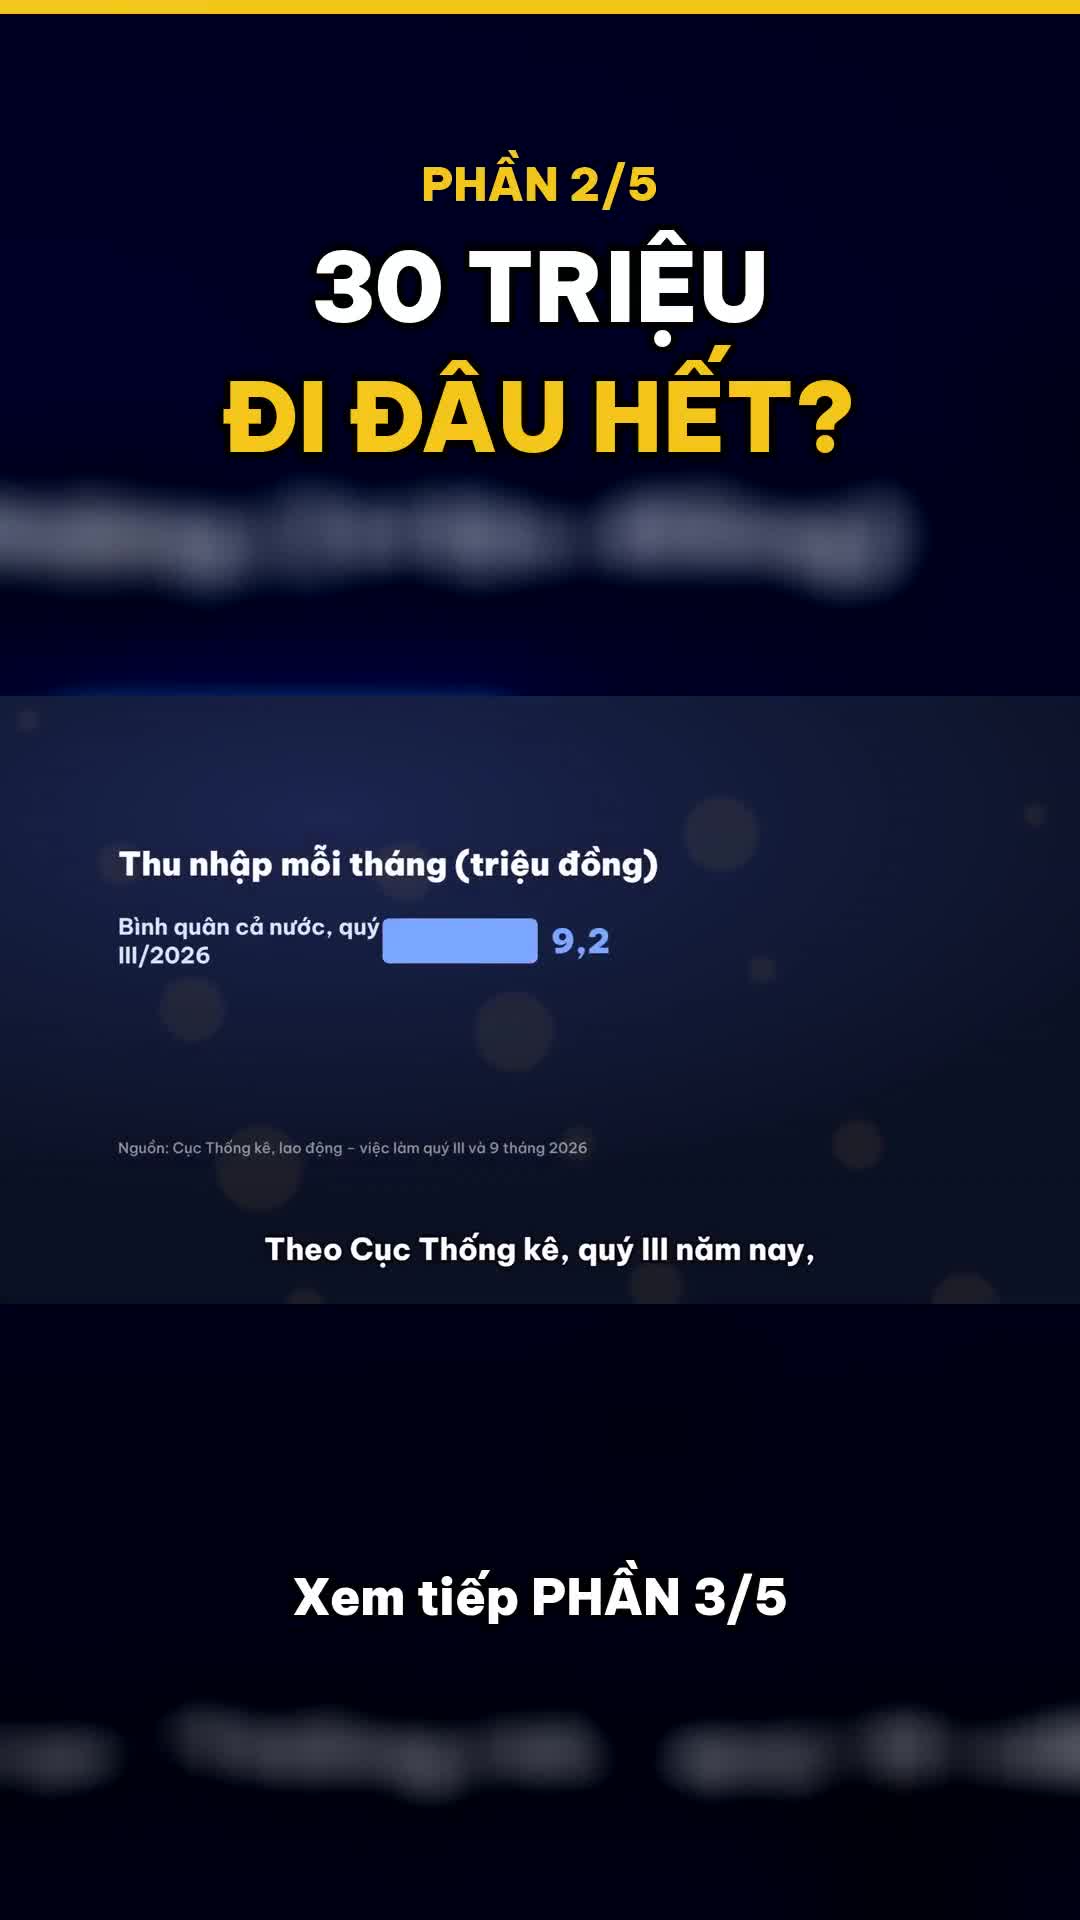 PHẦN 2/5
30 TRIỆU
ĐI ĐÂU HẾT?
Thu nhập mỗi tháng (triệu đồng)
Bình quân cả nước, quý
III/2026
9,2
Nguồn: Cục Thống kê, lao động – việc làm quý III và 9 tháng 2026
Theo Cục Thống kê, quý III năm nay,
Xem tiếp PHẦN 3/5